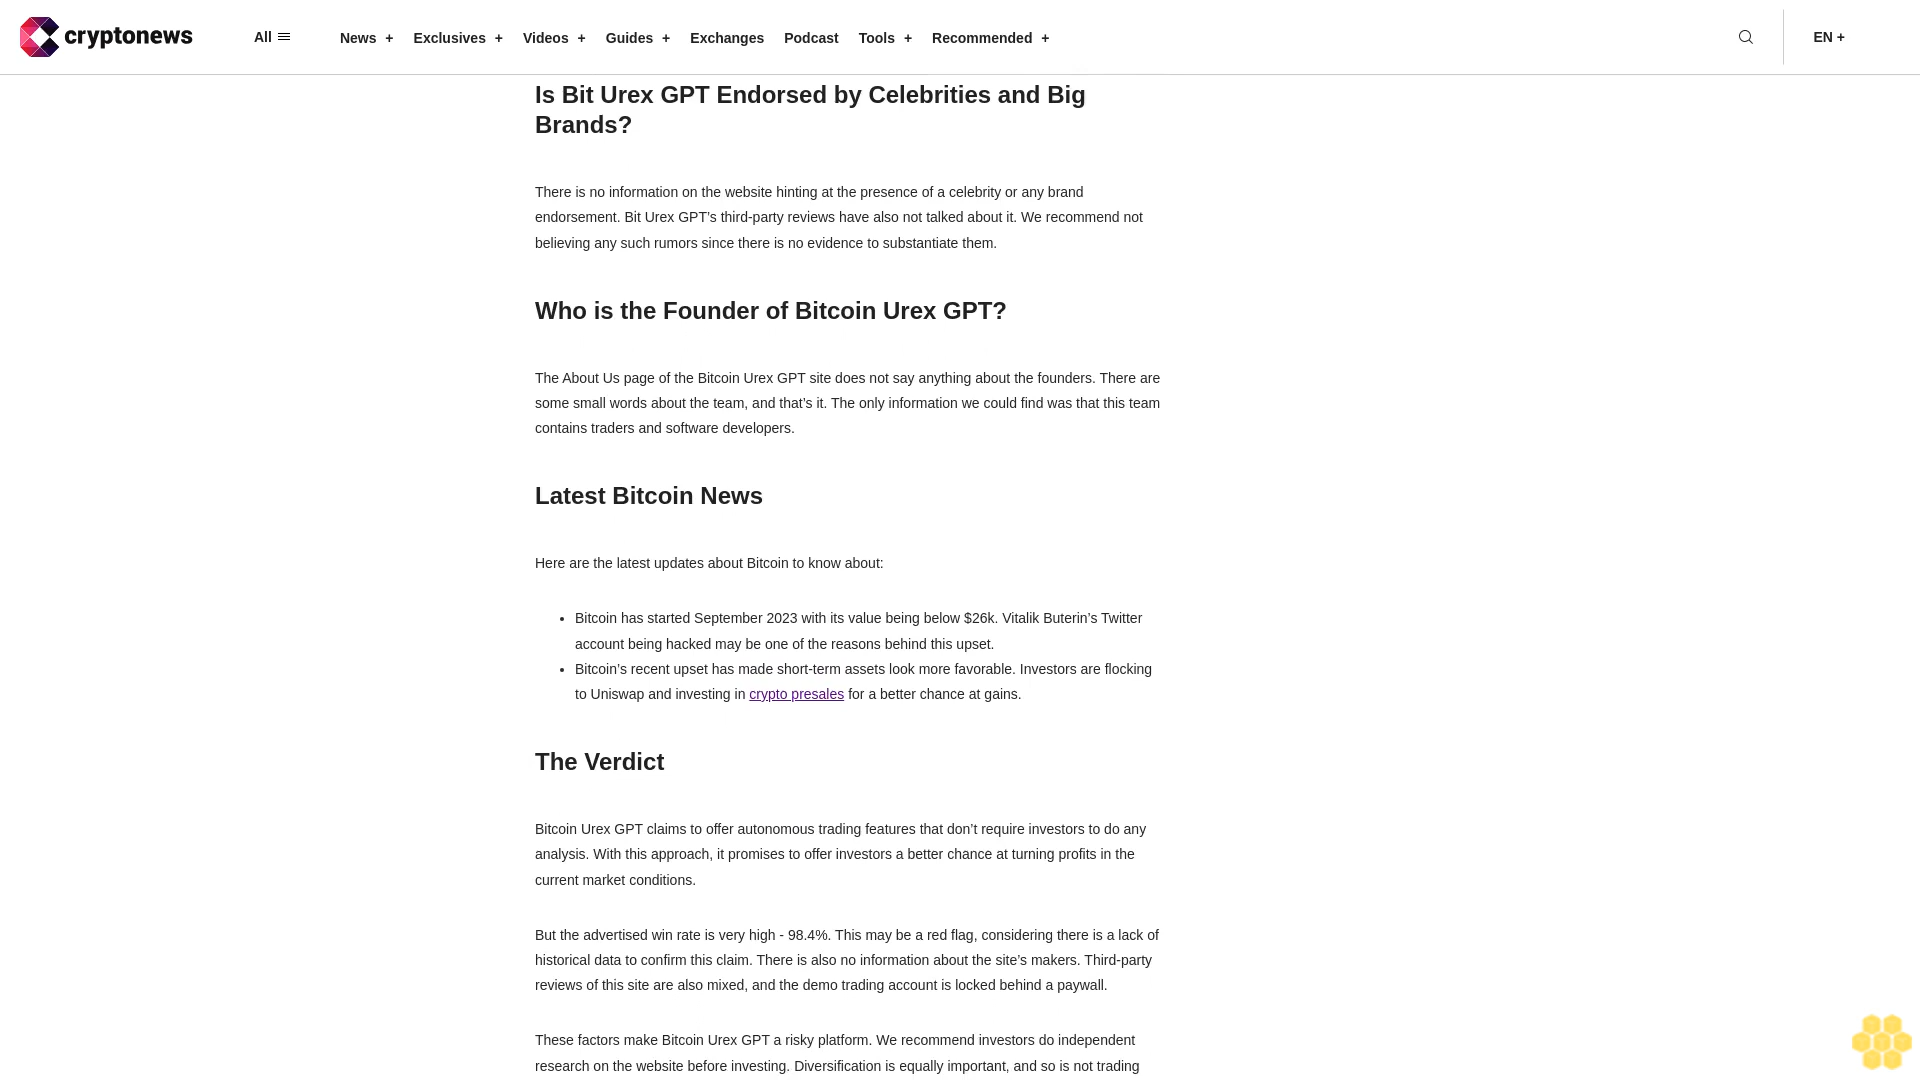 cryptonews
All
News +
Exclusives +
Videos +
Guides +
Exchanges
Podcast
Tools +
Recommended +
EN +
Is Bit Urex GPT Endorsed by Celebrities and Big
Brands?
There is no information on the website hinting at the presence of a celebrity or any brand
endorsement. Bit Urex GPT’s third-party reviews have also not talked about it. We recommend not
believing any such rumors since there is no evidence to substantiate them.
Who is the Founder of Bitcoin Urex GPT?
The About Us page of the Bitcoin Urex GPT site does not say anything about the founders. There are
some small words about the team, and that’s it. The only information we could find was that this team
contains traders and software developers.
Latest Bitcoin News
Here are the latest updates about Bitcoin to know about:
• Bitcoin has started September 2023 with its value being below $26k. Vitalik Buterin’s Twitter
account being hacked may be one of the reasons behind this upset.
• Bitcoin’s recent upset has made short-term assets look more favorable. Investors are flocking
to Uniswap and investing in crypto presales for a better chance at gains.
The Verdict
Bitcoin Urex GPT claims to offer autonomous trading features that don’t require investors to do any
analysis. With this approach, it promises to offer investors a better chance at turning profits in the
current market conditions.
But the advertised win rate is very high - 98.4%. This may be a red flag, considering there is a lack of
historical data to confirm this claim. There is also no information about the site’s makers. Third-party
reviews of this site are also mixed, and the demo trading account is locked behind a paywall.
These factors make Bitcoin Urex GPT a risky platform. We recommend investors do independent
research on the website before investing. Diversification is equally important, and so is not trading